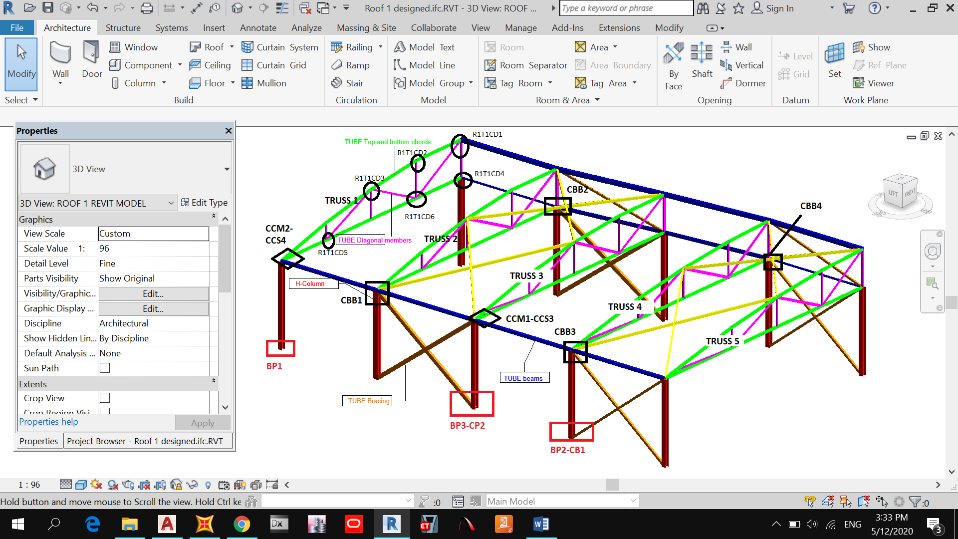 Roof 1 designed.ifc.RVT - 3D View: ROOF ...
Type a keyword or phrase
Sign In
File Architecture Structure Steel Systems Insert Annotate Analyze Massing & Site Collaborate View Manage Add-Ins Extensions Modify
Modify
Wall
Door
Window
Component
Column
Roof
Ceiling
Floor
Curtain System
Curtain Grid
Mullion
Railing
Ramp
Stair
Model Text
Model Line
Model Group
Room
Room Separator
Tag Room
Area
Area Boundary
Tag Area
By
Face
Shaft
Wall
Vertical
Dormer
Level
Grid
Set
Show
Ref Plane
Viewer
Select
Build
Circulation
Model
Room & Area
Opening
Datum
Work Plane
Properties
3D View
3D View: ROOF 1 REVIT MODEL
Edit Type
Graphics
View Scale Custom
Scale Value 1: 96
Detail Level Fine
Parts Visibility Show Original
Visibility/Graphic... Edit...
Graphic Display ... Edit...
Discipline Architectural
Show Hidden Lin... By Discipline
Default Analysis ... None
Sun Path
Extents
Crop View
Crop Region Visi
Properties help
Apply
Properties
Project Browser - Roof 1 designed.ifc.RVT
TUBE Top and bottom chords
R1T1CD1
R1T1CD2
R1T1CD3
R1T1CD4
R1T1CD6
R1T1CD5
TRUSS 1
TUBE Diagonal members
CCM2-
CCS4
H-Column
CBB2
CBB4
TRUSS 2
TRUSS 3
CBB1
CCM1-CCS3
TRUSS 4
CBB3
TRUSS 5
BP1
TUBE beams
TUBE Bracing
BP3-CP2
BP2-CB1
1 : 96
Hold button and move mouse to Scroll the view. Hold Ctrl ke
:0
Main Model
:0
ENG
3:33 PM
5/12/2020
3